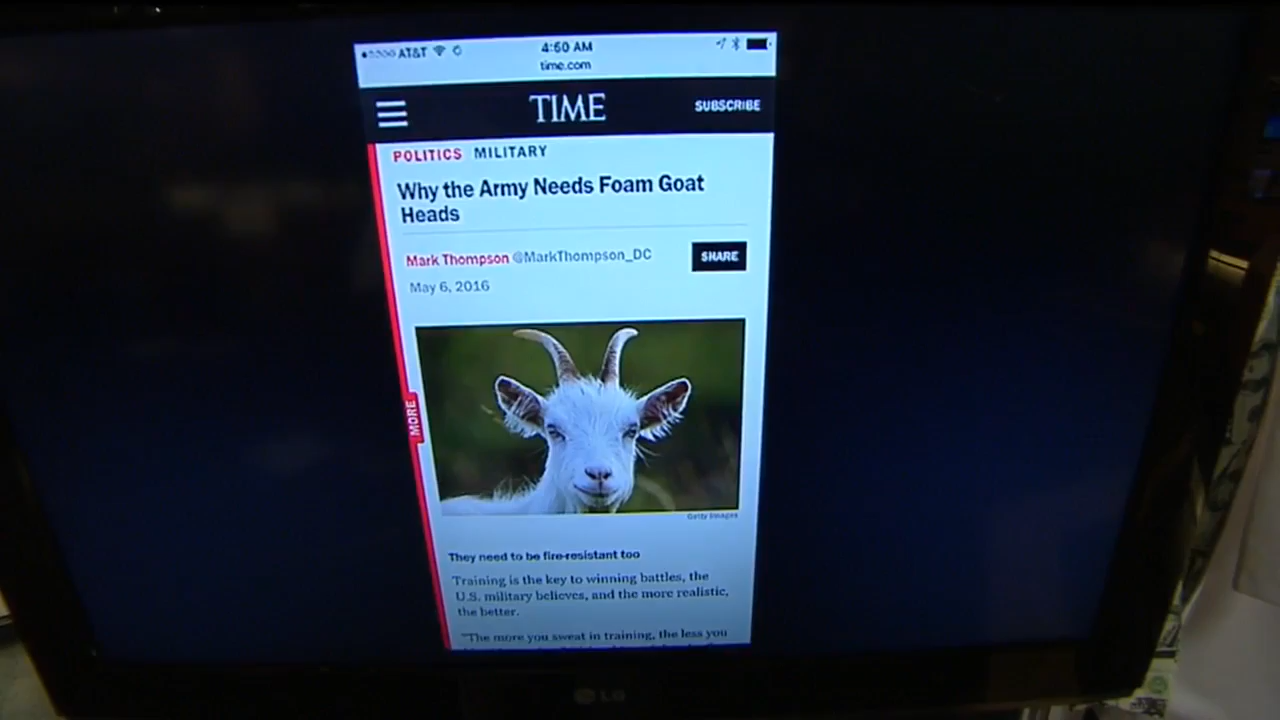 AT&T 4:50 AM
time.com
TIME SUBSCRIBE
POLITICS MILITARY
Why the Army Needs Foam Goat
Heads
Mark Thompson @MarkThompson_DC SHARE
May 6, 2016
MORE
Getty Images
They need to be fire-resistant too
Training is the key to winning battles, the
U.S. military believes, and the more realistic,
the better.
"The more you sweat in training, the less you
LG